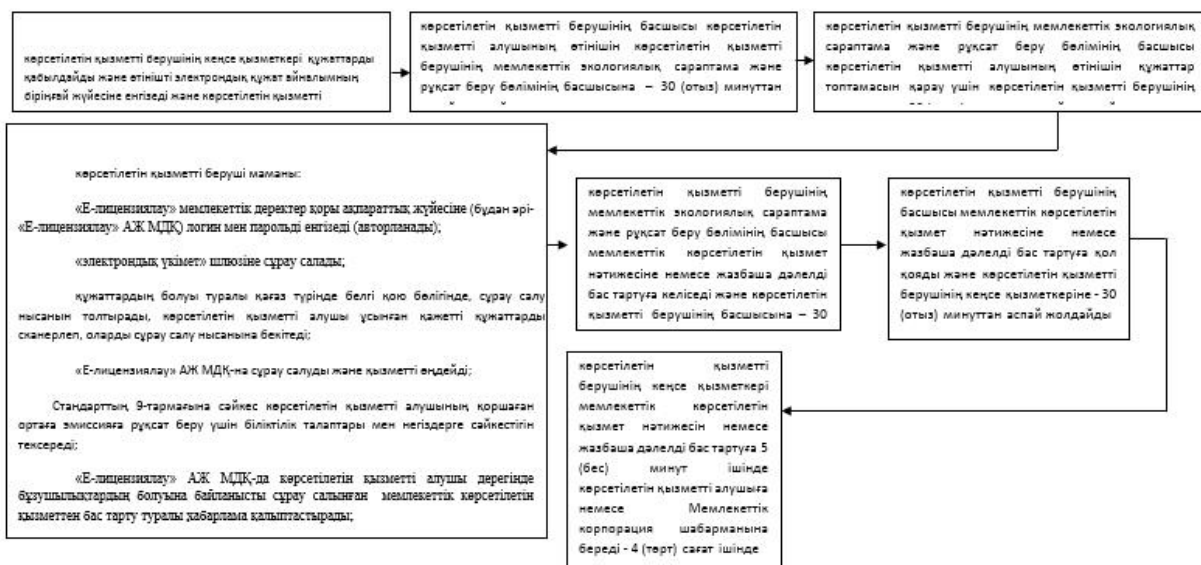 көрсетілетін қызметті берушінің кеңсе қызметкері құжаттарды
қабылдайды және өтінішті электрондық құжат айналымның
бірыңғай жүйесіне енгізеді және көрсетілетін қызметті
көрсетілетін қызметті берушінің басшысы көрсетілетін
қызметті алушының өтінішін көрсетілетін қызметті
берушінің мемлекеттік экологиялық сараптама және
рұқсат беру бөлімінің басшысына – 30 (отыз) минуттан
көрсетілетін қызметті берушінің мемлекеттік экологиялық
сараптама және рұқсат беру бөлімінің басшысы
көрсетілетін қызметті алушының өтінішін құжаттар
топтамасын қарау үшін көрсетілетін қызметті берушінің
көрсетілетін қызметті беруші маманы:
«Е-лицензиялау» мемлекеттік деректер қоры ақпараттық жүйесіне (бұдан әрі-
«Е-лицензиялау» АЖ МДҚ) логин мен парольді енгізеді (авторланады);
«электрондық үкімет» шлюзіне сұрау салады;
құжаттардың болуы туралы қағаз түрінде белгі қою бөлігінде, сұрау салу
нысанын толтырады, көрсетілетін қызметті алушы ұсынған қажетті құжаттарды
сканерлеп, оларды сұрау салу нысанына бекітеді;
«Е-лицензиялау» АЖ МДҚ-на сұрау салуды және қызметті өңдейді;
Стандарттың 9-тармағына сәйкес көрсетілетін қызметті алушының қоршаған
ортаға эмиссияға рұқсат беру үшін біліктілік талаптары мен негіздерге сәйкестігін
тексереді;
«Е-лицензиялау» АЖ МДҚ-да көрсетілетін қызметті алушы дерегінде
бұзушылықтардың болуына байланысты сұрау салынған мемлекеттік көрсетілетін
қызметтен бас тарту туралы хабарлама қалыптастырады;
көрсетілетін қызметті берушінің
мемлекеттік экологиялық сараптама
және рұқсат беру бөлімінің басшысы
мемлекеттік көрсетілетін қызмет
нәтижесіне немесе жазбаша дәлелді
бас тартуға келіседі және көрсетілетін
қызметті берушінің басшысына – 30
көрсетілетін қызметті берушінің
басшысы мемлекеттік көрсетілетін
қызмет нәтижесіне немесе
жазбаша дәлелді бас тартуға қол
қояды және көрсетілетін қызметті
берушінің кеңсе қызметкеріне - 30
(отыз) минуттан аспай жолдайды
көрсетілетін қызметті
берушінің кеңсе қызметкері
мемлекеттік көрсетілетін
қызмет нәтижесін немесе
жазбаша дәлелді бас тартуға 5
(бес) минут ішінде
көрсетілетін қызметті алушыға
немесе Мемлекеттік
корпорация шабарманына
береді - 4 (төрт) сағат ішінде